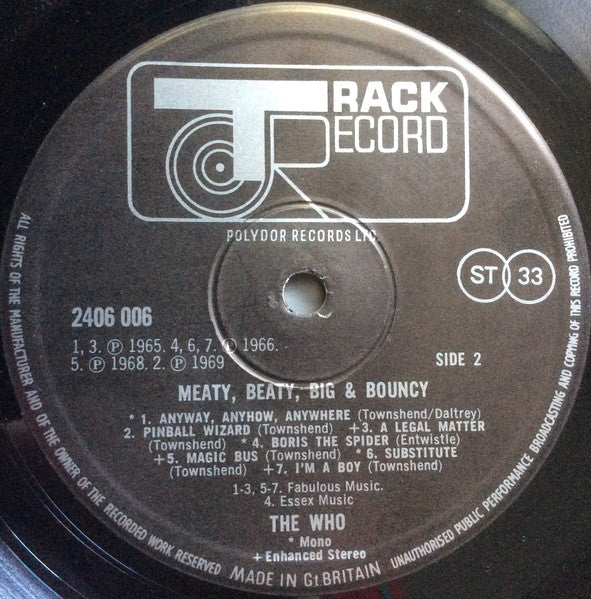 TRACK
RECORD
POLYDOR RECORDS LTD.
ST 33
2406 006
1, 3. Ⓟ 1965. 4, 6, 7. Ⓟ 1966.
5. Ⓟ 1968. 2. Ⓟ 1969
SIDE 2
MEATY, BEATY, BIG & BOUNCY
* 1. ANYWAY, ANYHOW, ANYWHERE (Townshend/Daltrey)
2. PINBALL WIZARD (Townshend) +3. A LEGAL MATTER
(Townshend) * 4. BORIS THE SPIDER (Entwistle)
+5. MAGIC BUS (Townshend) * 6. SUBSTITUTE
(Townshend) +7. I'M A BOY (Townshend)
1-3, 5-7. Fabulous Music.
4. Essex Music
THE WHO
* Mono
+Enhanced Stereo
ALL RIGHTS OF THE MANUFACTURER AND OF THE OWNER OF THE RECORDED WORK RESERVED
MADE IN Gt BRITAIN
UNAUTHORISED PUBLIC PERFORMANCE BROADCASTING AND COPYING OF THIS RECORD PROHIBITED